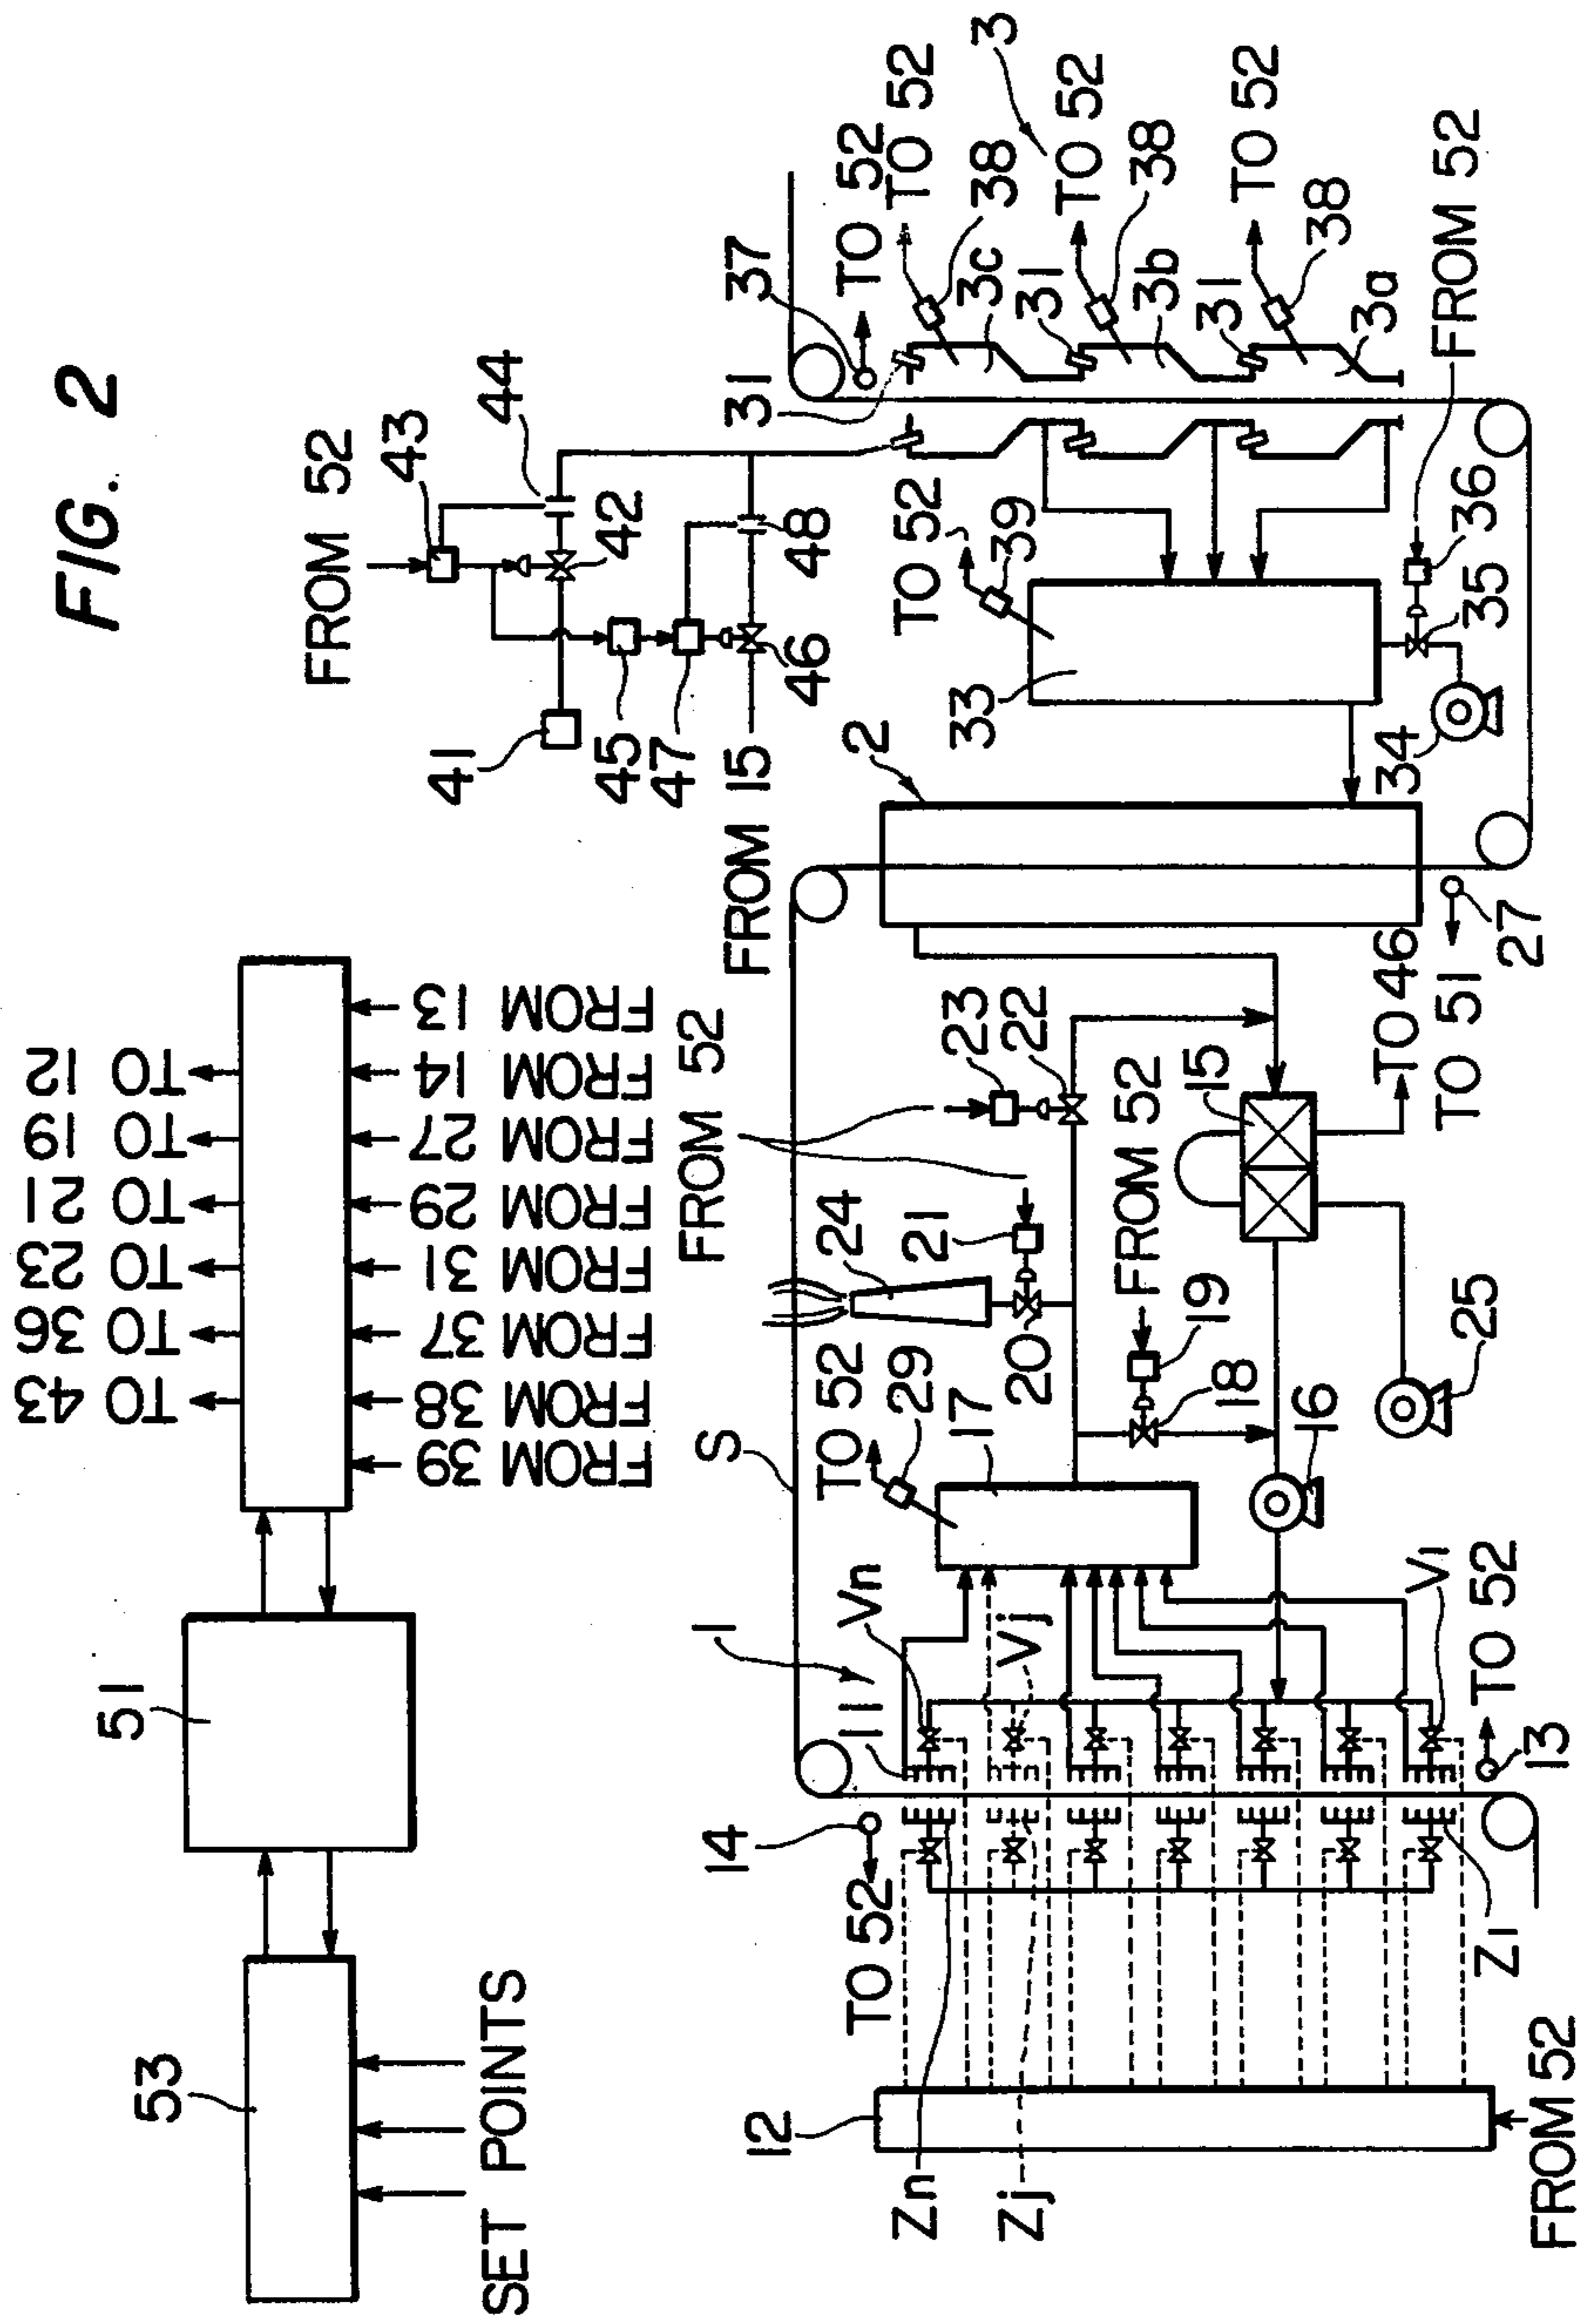 FIG. 2
TO 43
TO 36
TO 23
TO 21
TO 19
TO 12
53
51
FROM 39
FROM 38
FROM 37
FROM 31
FROM 29
FROM 27
FROM 14
FROM 13
SET POINTS
FROM 52
43
44
42
41
45
47
46
48
FROM 15
FROM 52
S
1
37
31
TO 52
TO 52
38
3c
3
31
TO 52
38
3b
31
TO 52
38
3a
FROM 52
2
TO 52
39
33
36
35
34
12
14
TO 52
Zn
Zj
11
Vn
Vj
TO 52
29
17
24
21
20
23
22
FROM 52
19
18
15
16
25
TO 46
TO 51
27
V1
TO 52
13
Z1
FROM 52